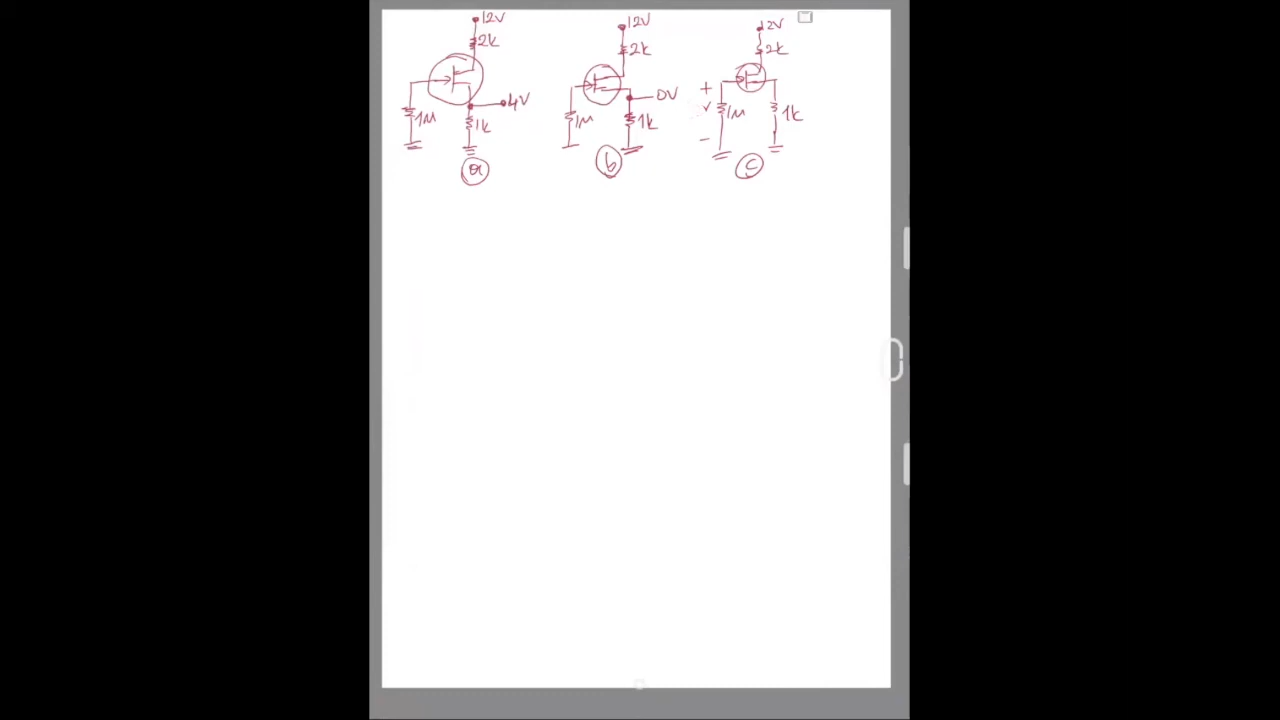 12V 12V 12V
2k 2k 2k
4V 0V + V -
1M 1k 1M 1k 1M 1k
a b c